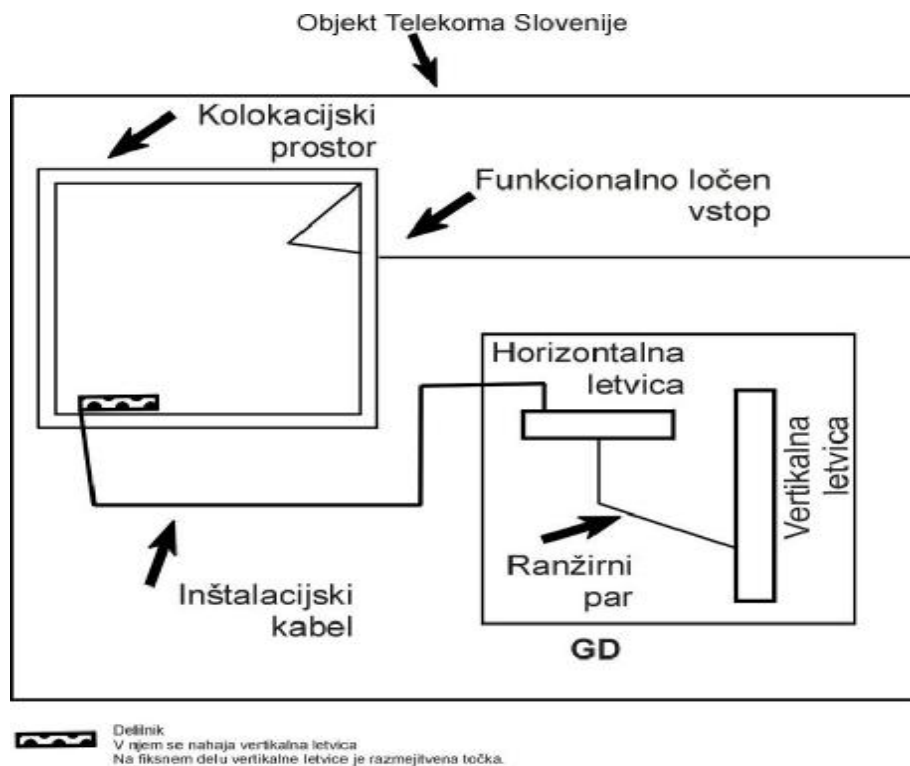 Objekt Telekoma Slovenije
Kolokacijski
prostor
Funkcionalno ločen
vstop
Horizontalna
letvica
Vertikalna
letvica
Ranžirni
par
Inštalacijski
kabel
GD
Delilnik
V njem se nahaja vertikalna letvica
Na fiksnem delu vertikalne letvice je razmejitvena točka.